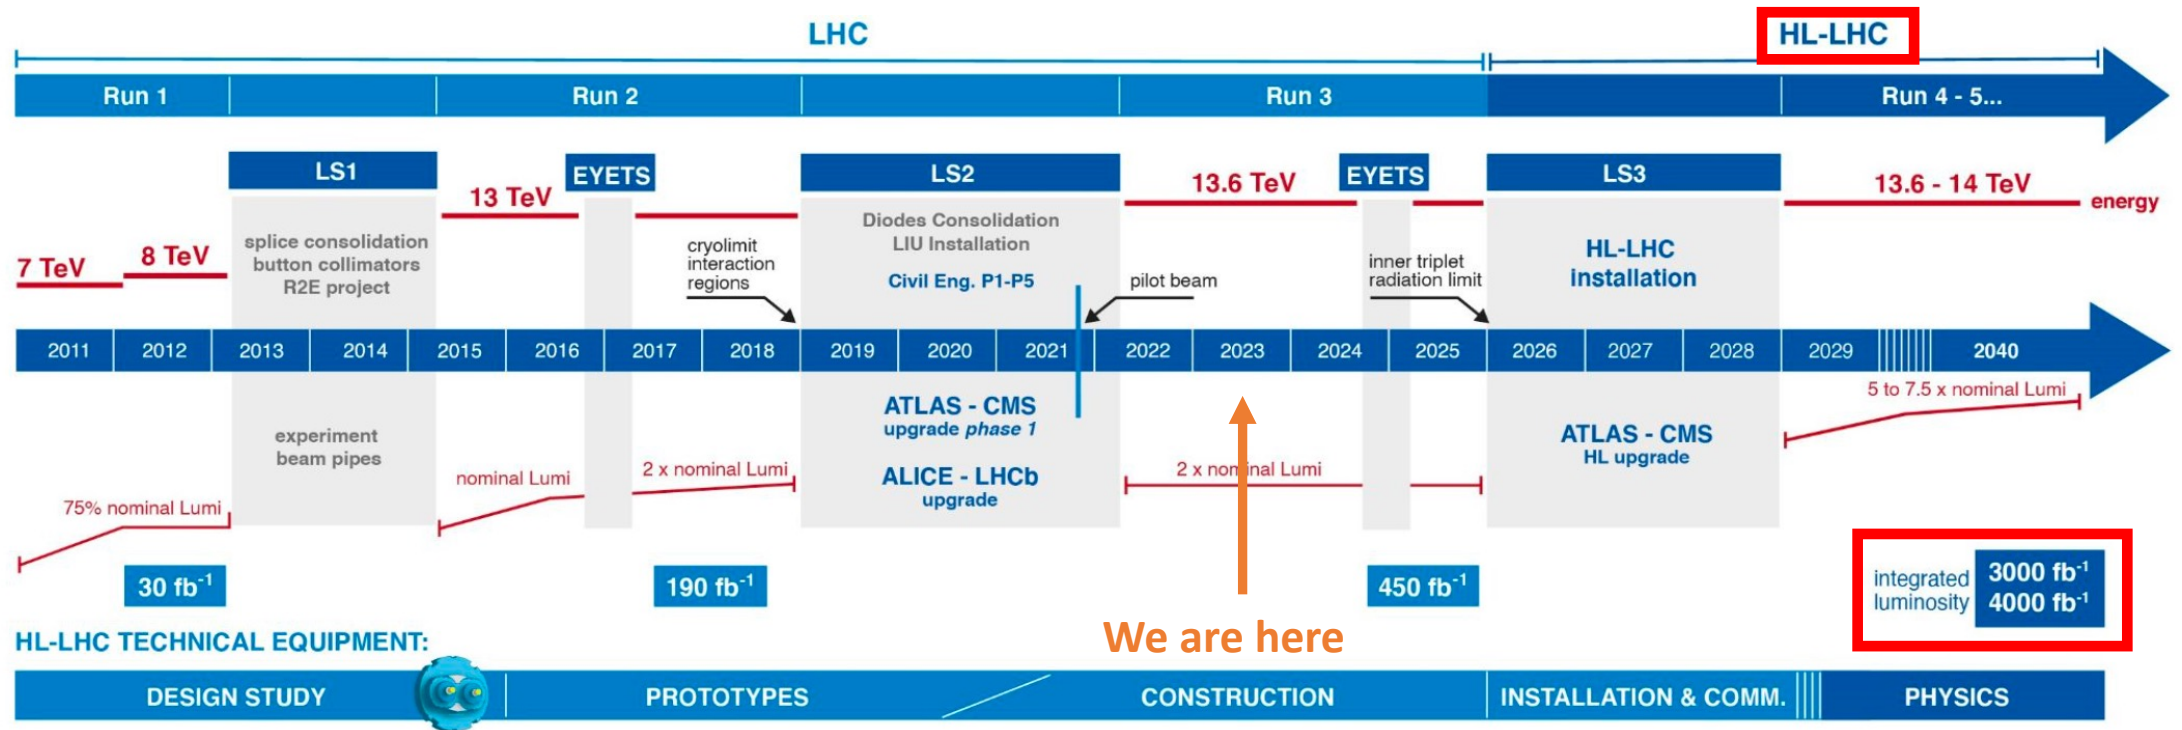 LHC
HL-LHC
Run 1
Run 2
Run 3
Run 4 - 5...
LS1
EYETS
LS2
EYETS
LS3
13 TeV
13.6 TeV
13.6 - 14 TeV
energy
7 TeV
8 TeV
splice consolidation
button collimators
R2E project
cryolimit
interaction
regions
Diodes Consolidation
LIU Installation
Civil Eng. P1-P5
pilot beam
inner triplet
radiation limit
HL-LHC
installation
2011
2012
2013
2014
2015
2016
2017
2018
2019
2020
2021
2022
2023
2024
2025
2026
2027
2028
2029
2040
5 to 7.5 x nominal Lumi
experiment
beam pipes
ATLAS - CMS
upgrade phase 1
ALICE - LHCb
upgrade
ATLAS - CMS
HL upgrade
75% nominal Lumi
nominal Lumi
2 x nominal Lumi
2 x nominal Lumi
30 fb⁻¹
190 fb⁻¹
450 fb⁻¹
integrated
luminosity
3000 fb⁻¹
4000 fb⁻¹
We are here
HL-LHC TECHNICAL EQUIPMENT:
DESIGN STUDY
PROTOTYPES
CONSTRUCTION
INSTALLATION & COMM.
PHYSICS